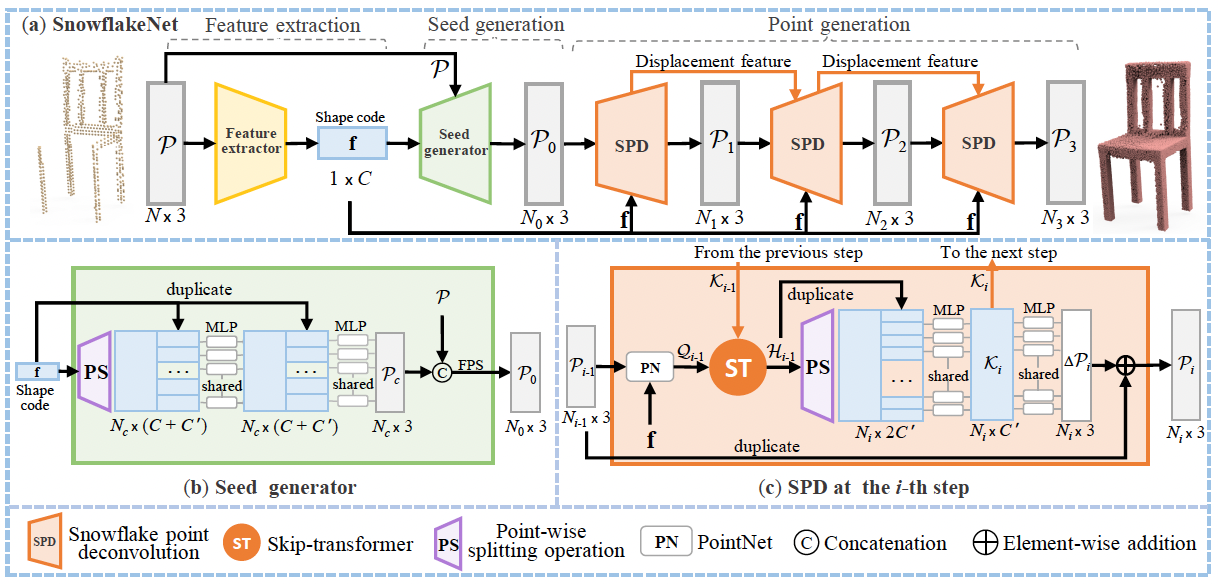 (a) SnowflakeNet
Feature extraction
Seed generation
Point generation
𝒫
Displacement feature
Displacement feature
𝒫
N x 3
Feature
extractor
Shape code
f
1 x C
Seed
generator
𝒫0
N0 x 3
SPD
f
𝒫1
N1 x 3
SPD
f
𝒫2
N2 x 3
SPD
f
𝒫3
N3 x 3
duplicate
f
Shape
code
PS
...
Nc x (C + C′)
MLP
shared
...
Nc x (C + C′)
MLP
shared
𝒫c
Nc x 3
𝒫
C
FPS
𝒫0
N0 x 3
(b) Seed generator
From the previous step
To the next step
𝒦i-1
duplicate
𝒦i
𝒫i-1
Ni-1 x 3
PN
f
𝒬i-1
ST
ℋi-1
PS
...
Ni x 2C′
MLP
shared
𝒦i
Ni x C′
MLP
shared
Δ𝒫i
Ni x 3
𝒫i
Ni x 3
duplicate
(c) SPD at the i-th step
SPD
Snowflake point
deconvolution
ST
Skip-transformer
PS
Point-wise
splitting operation
PN
PointNet
C
Concatenation
Element-wise addition